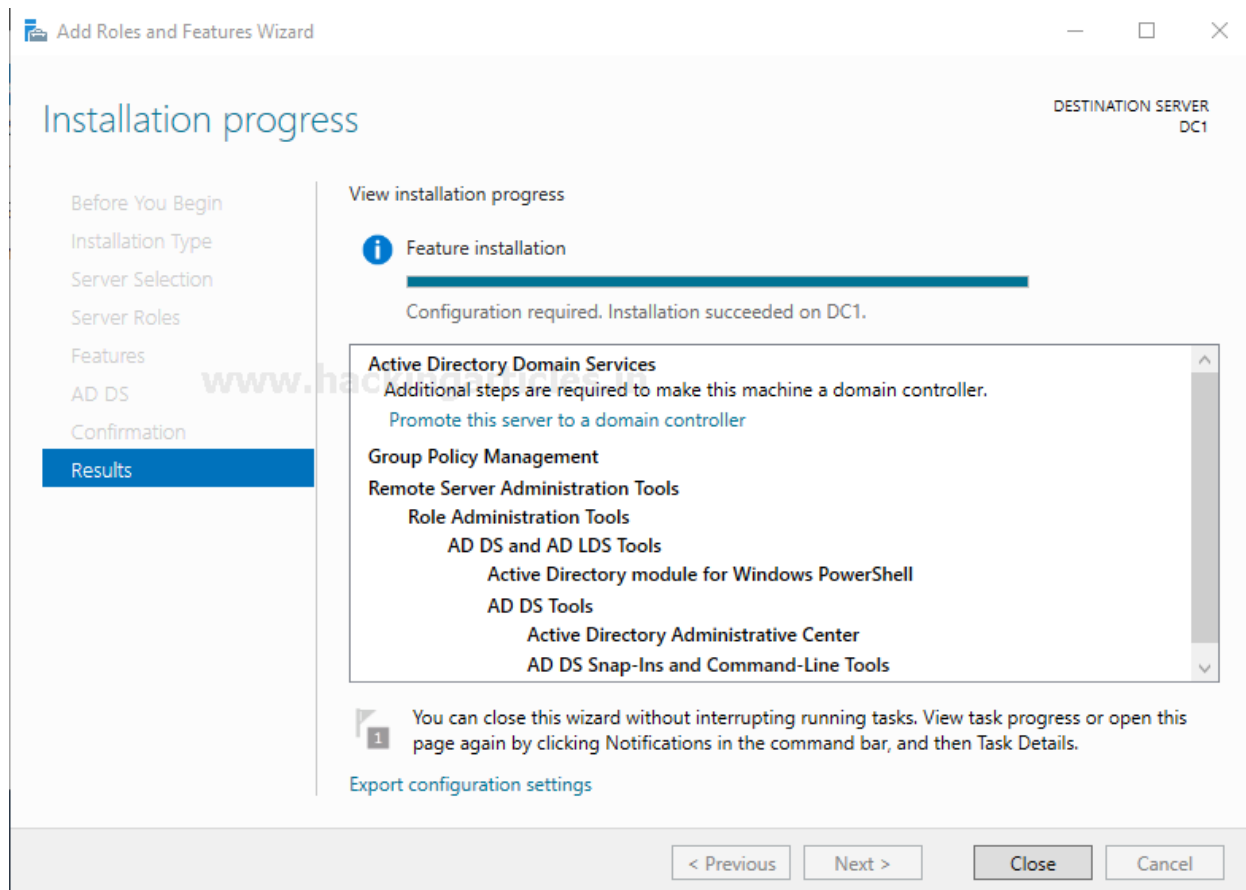 Add Roles and Features Wizard
Installation progress
DESTINATION SERVER
DC1
Before You Begin
Installation Type
Server Selection
Server Roles
Features
AD DS
Confirmation
Results
View installation progress
Feature installation
Configuration required. Installation succeeded on DC1.
Active Directory Domain Services
Additional steps are required to make this machine a domain controller.
Promote this server to a domain controller
Group Policy Management
Remote Server Administration Tools
Role Administration Tools
AD DS and AD LDS Tools
Active Directory module for Windows PowerShell
AD DS Tools
Active Directory Administrative Center
AD DS Snap-Ins and Command-Line Tools
www.hackingarticles.in
1
You can close this wizard without interrupting running tasks. View task progress or open this
page again by clicking Notifications in the command bar, and then Task Details.
Export configuration settings
< Previous
Next >
Close
Cancel